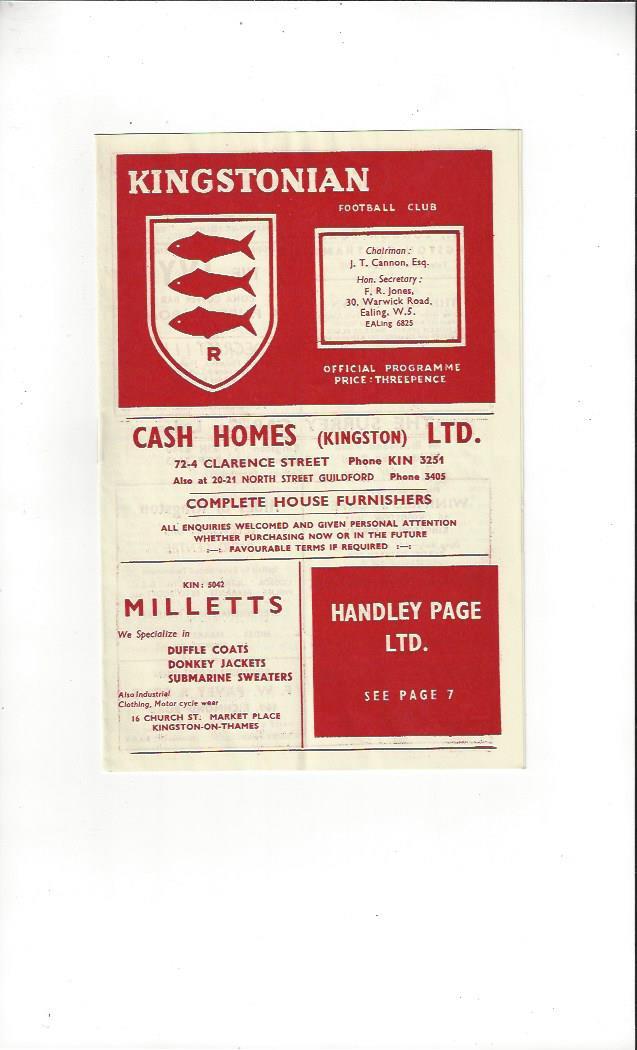 KINGSTONIAN
FOOTBALL CLUB
R
Chairman:
J. T. Cannon, Esq.
Hon. Secretary:
F. R. Jones,
30, Warwick Road,
Ealing, W.5.
EALing 6825
OFFICIAL PROGRAMME
PRICE: THREEPENCE
CASH HOMES (KINGSTON) LTD.
72-4 CLARENCE STREET Phone KIN 3251
Also at 20-21 NORTH STREET GUILDFORD Phone 3405
COMPLETE HOUSE FURNISHERS
ALL ENQUIRIES WELCOMED AND GIVEN PERSONAL ATTENTION
WHETHER PURCHASING NOW OR IN THE FUTURE
:—: FAVOURABLE TERMS IF REQUIRED :—:
KIN: 5042
MILLETTS
We Specialize in
DUFFLE COATS
DONKEY JACKETS
SUBMARINE SWEATERS
Also Industrial
Clothing, Motor cycle wear
16 CHURCH ST. MARKET PLACE
KINGSTON-ON-THAMES
HANDLEY PAGE
LTD.
SEE PAGE 7